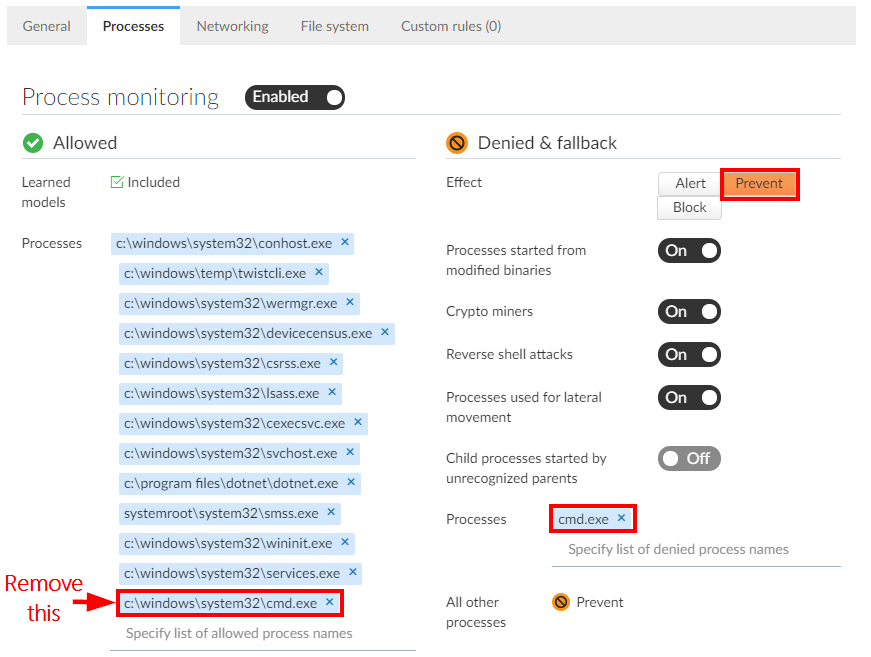 General Processes Networking File system Custom rules (0)
Process monitoring Enabled
Allowed
Learned models
Included
Processes
c:\windows\system32\conhost.exe ×
c:\windows\temp\twistcli.exe ×
c:\windows\system32\wermgr.exe ×
c:\windows\system32\devicecensus.exe ×
c:\windows\system32\csrss.exe ×
c:\windows\system32\lsass.exe ×
c:\windows\system32\cexecsvc.exe ×
c:\windows\system32\svchost.exe ×
c:\program files\dotnet\dotnet.exe ×
systemroot\system32\smss.exe ×
c:\windows\system32\wininit.exe ×
c:\windows\system32\services.exe ×
Remove
this
c:\windows\system32\cmd.exe ×
Specify list of allowed process names
Denied & fallback
Effect
Alert Prevent
Block
Processes started from
modified binaries
On
Crypto miners On
Reverse shell attacks On
Processes used for lateral
movement
On
Child processes started by
unrecognized parents
Off
Processes cmd.exe ×
Specify list of denied process names
All other
processes
Prevent